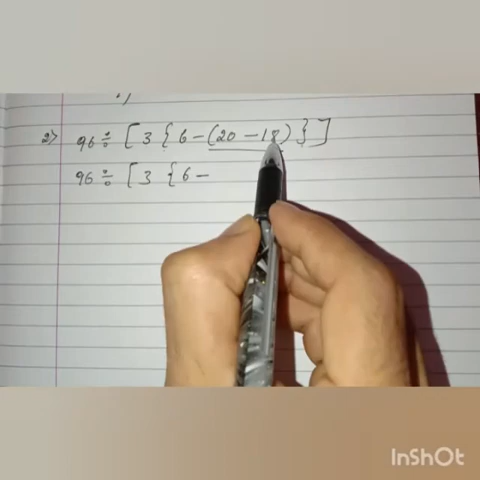 2) 96 ÷ [ 3 { 6 - (20 - 18) } ]
96 ÷ [ 3 { 6 -
InShOt